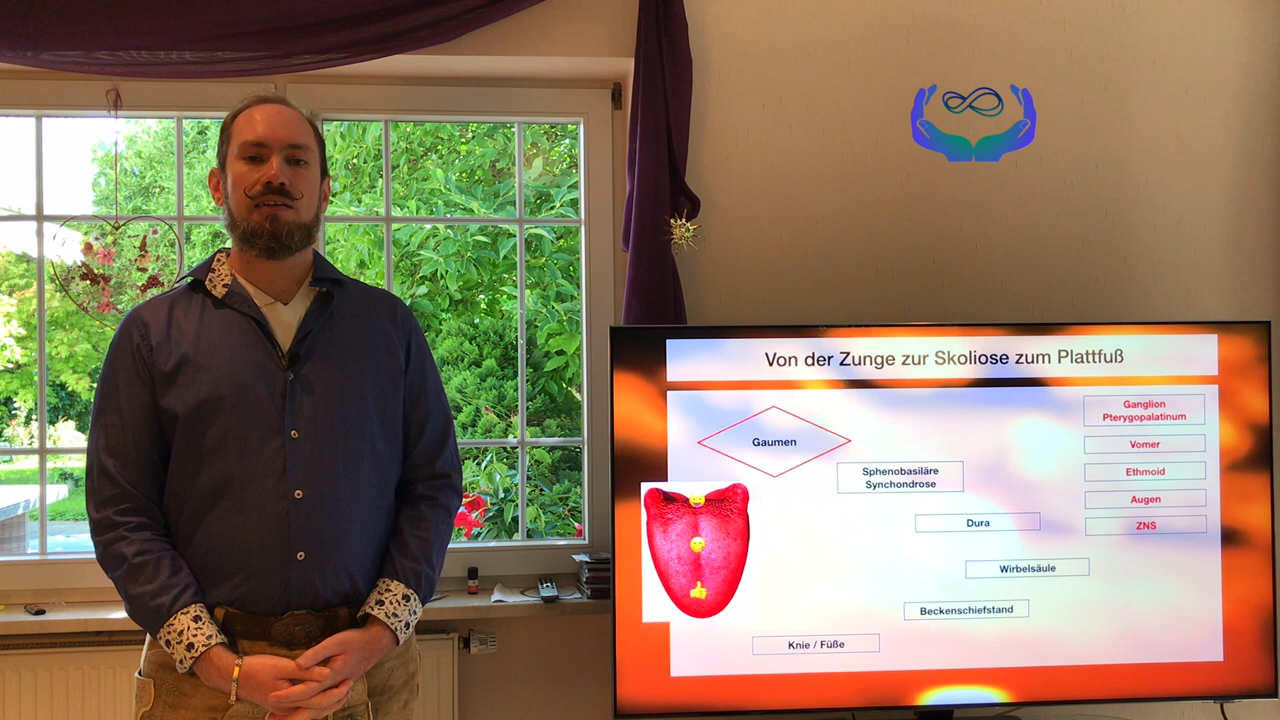 Von der Zunge zur Skoliose zum Plattfuß
Gaumen
Sphenobasiläre
Synchondrose
Dura
Wirbelsäule
Beckenschiefstand
Knie / Füße
Ganglion
Pterygopalatinum
Vomer
Ethmoid
Augen
ZNS